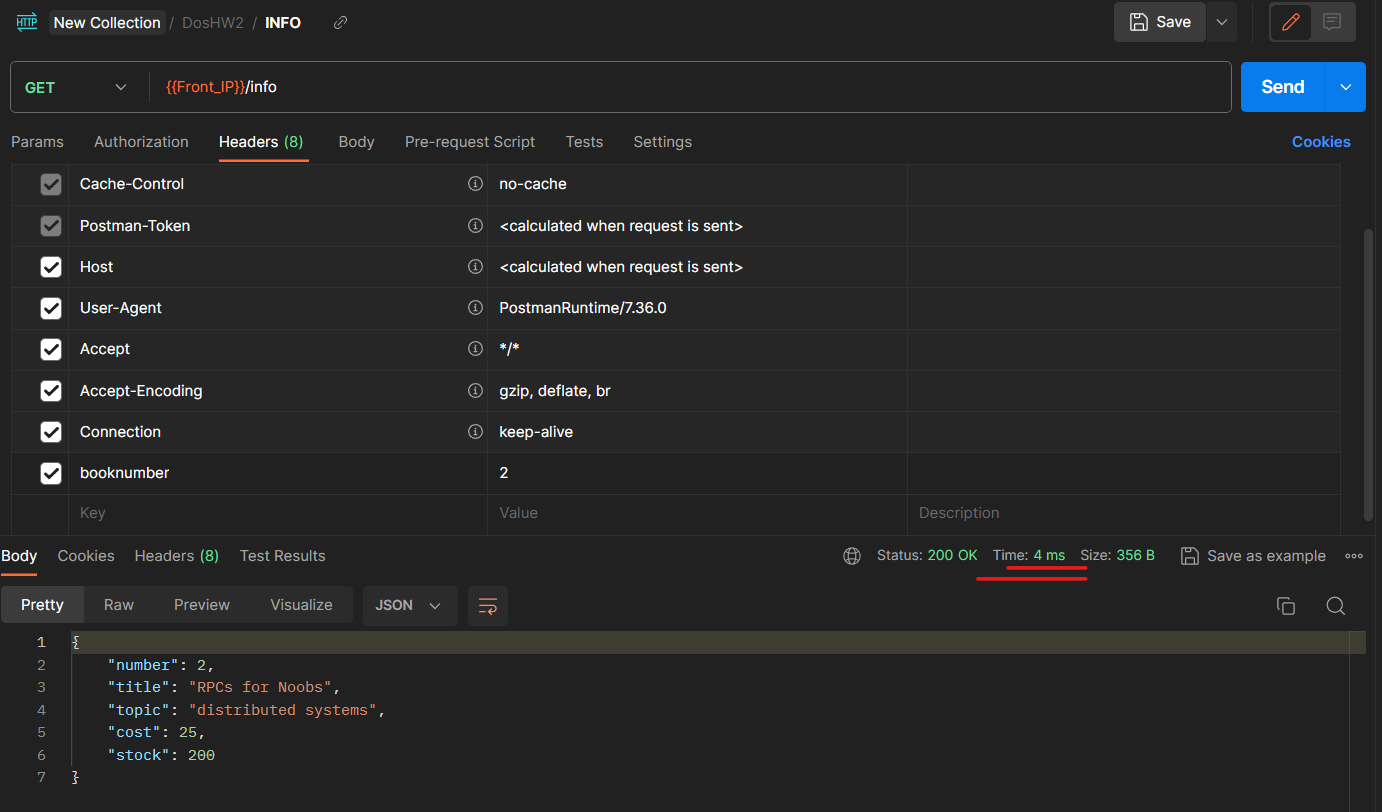 HTTP New Collection / DosHW2 / INFO Save
GET {{Front_IP}}/info Send
Params Authorization Headers (8) Body Pre-request Script Tests Settings Cookies
Cache-Control no-cache
Postman-Token <calculated when request is sent>
Host <calculated when request is sent>
User-Agent PostmanRuntime/7.36.0
Accept */*
Accept-Encoding gzip, deflate, br
Connection keep-alive
booknumber 2
Key Value Description
Body Cookies Headers (8) Test Results Status: 200 OK Time: 4 ms Size: 356 B Save as example
Pretty Raw Preview Visualize JSON
1 {
2 "number": 2,
3 "title": "RPCs for Noobs",
4 "topic": "distributed systems",
5 "cost": 25,
6 "stock": 200
7 }